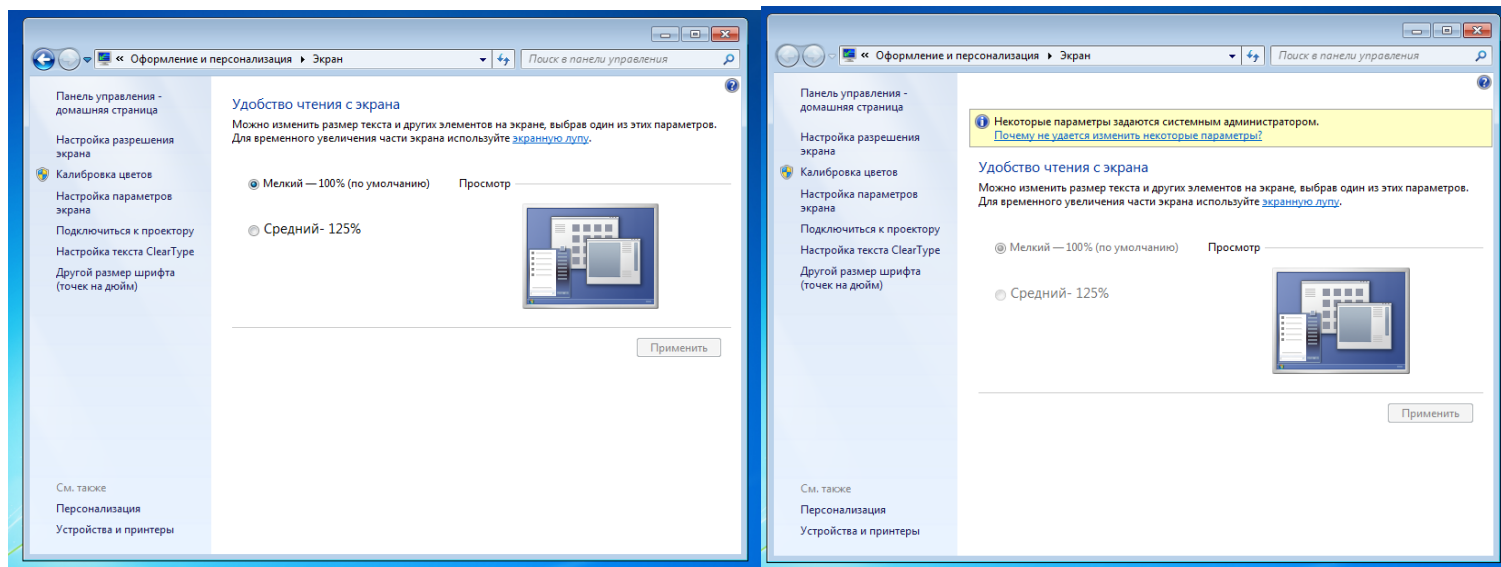 « Оформление и персонализация ▸ Экран
Поиск в панели управления
Панель управления -
домашняя страница
Настройка разрешения
экрана
Калибровка цветов
Настройка параметров
экрана
Подключиться к проектору
Настройка текста ClearType
Другой размер шрифта
(точек на дюйм)
См. также
Персонализация
Устройства и принтеры
Удобство чтения с экрана
Можно изменить размер текста и других элементов на экране, выбрав один из этих параметров.
Для временного увеличения части экрана используйте экранную лупу.
Мелкий — 100% (по умолчанию)
Просмотр
Средний- 125%
Применить
« Оформление и персонализация ▸ Экран
Поиск в панели управления
Панель управления -
домашняя страница
Настройка разрешения
экрана
Калибровка цветов
Настройка параметров
экрана
Подключиться к проектору
Настройка текста ClearType
Другой размер шрифта
(точек на дюйм)
См. также
Персонализация
Устройства и принтеры
Некоторые параметры задаются системным администратором.
Почему не удается изменить некоторые параметры?
Удобство чтения с экрана
Можно изменить размер текста и других элементов на экране, выбрав один из этих параметров.
Для временного увеличения части экрана используйте экранную лупу.
Мелкий — 100% (по умолчанию)
Просмотр
Средний- 125%
Применить